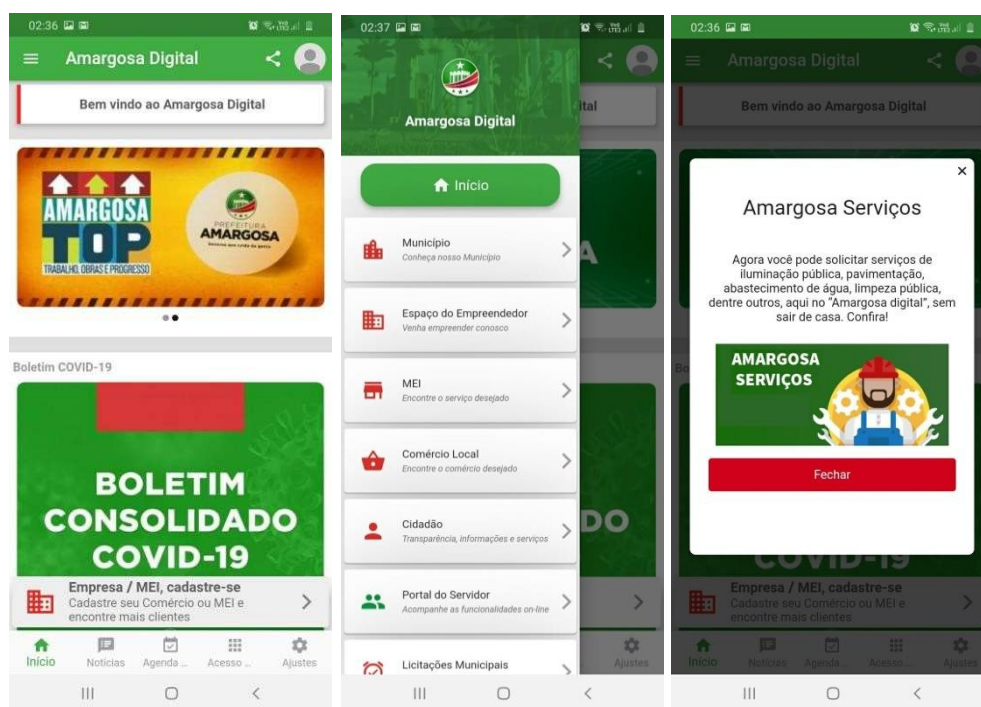 02:36
Amargosa Digital
Bem vindo ao Amargosa Digital
AMARGOSA
TOP
TRABALHO, OBRAS E PROGRESSO
PREFEITURA
AMARGOSA
Boletim COVID-19
BOLETIM
CONSOLIDADO
COVID-19
Empresa / MEI, cadastre-se
Cadastre seu Comércio ou MEI e
encontre mais clientes
Início
Notícias
Agenda ...
Acesso ...
Ajustes
02:37
Amargosa Digital
ital
Início
Município
Conheça nosso Município
A
Espaço do Empreendedor
Venha empreender conosco
MEI
Encontre o serviço desejado
Comércio Local
Encontre o comércio desejado
Cidadão
Transparência, informações e serviços
DO
Portal do Servidor
Acompanhe as funcionalidades on-line
Licitações Municipais
Ajustes
02:36
Amargosa Digital
Bem vindo ao Amargosa Digital
Amargosa Serviços
Agora você pode solicitar serviços de
iluminação pública, pavimentação,
abastecimento de água, limpeza pública,
dentre outros, aqui no "Amargosa digital", sem
sair de casa. Confira!
Bo
AMARGOSA
SERVIÇOS
Fechar
COVID-19
Empresa / MEI, cadastre-se
Cadastre seu Comércio ou MEI e
encontre mais clientes
Início
Notícias
Agenda ...
Acesso ...
Ajustes